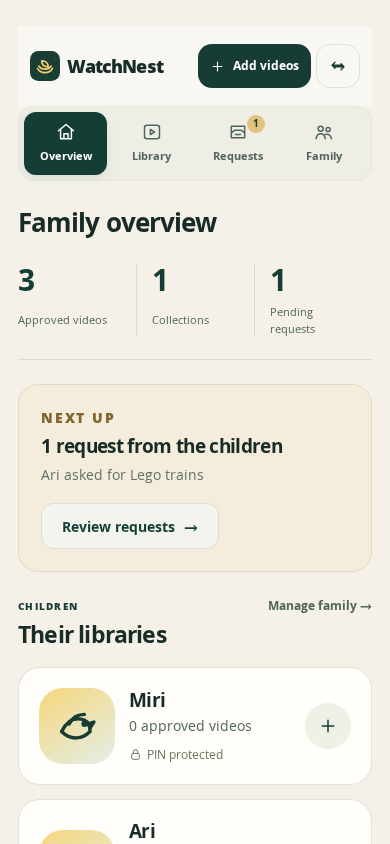 WatchNest
Add videos
Overview
Library
1
Requests
Family
Family overview
3
Approved videos
1
Collections
1
Pending
requests
NEXT UP
1 request from the children
Ari asked for Lego trains
Review requests →
CHILDREN
Manage family →
Their libraries
Miri
0 approved videos
PIN protected
Ari